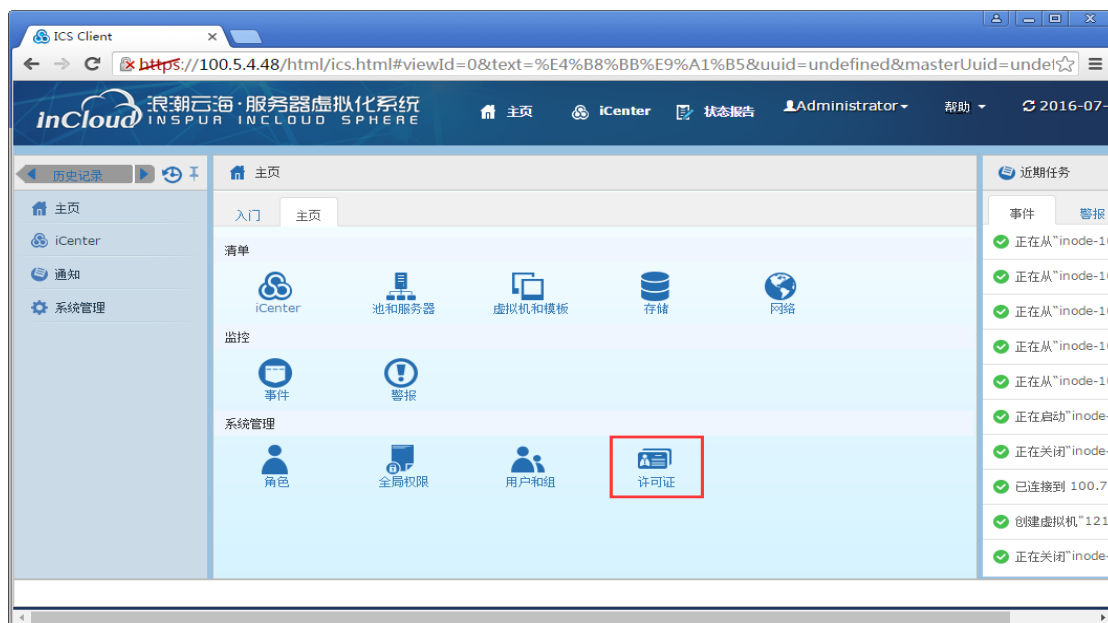 ICS Client
https://100.5.4.48/html/ics.html#viewId=0&text=%E4%B8%BB%E9%A1%B5&uuid=undefined&masterUuid=undef
inCloud 浪潮云海·服务器虚拟化系统
INSPUR INCLOUD SPHERE
主页 iCenter 状态报告 Administrator 帮助 2016-07-
历史记录
主页
iCenter
通知
系统管理
主页
入门 主页
清单
iCenter 池和服务器 虚拟机和模板 存储 网络
监控
事件 警报
系统管理
角色 全局权限 用户和组 许可证
近期任务
事件 警报
正在从"inode-10
正在从"inode-10
正在从"inode-10
正在从"inode-10
正在从"inode-10
正在启动"inode-
正在关闭"inode-
已连接到 100.7
创建虚拟机"121
正在关闭"inode-